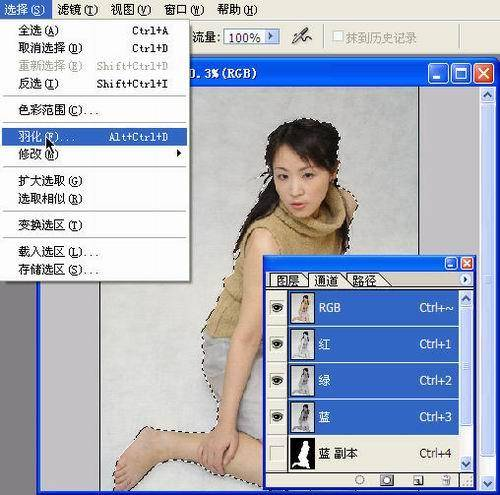 选择(S) 滤镜(T) 视图(V) 窗口(W) 帮助(H)
全选(A) Ctrl+A
取消选择(D) Ctrl+D
重新选择(E) Shift+Ctrl+D
反选(I) Shift+Ctrl+I
色彩范围(C)...
羽化(F)... Alt+Ctrl+D
修改(M)
扩大选取(G)
选取相似(R)
变换选区(T)
载入选区(L)...
存储选区(S)...
流量: 100% 抹到历史记录
0.3%(RGB)
图层 通道 路径
RGB Ctrl+~
红 Ctrl+1
绿 Ctrl+2
蓝 Ctrl+3
蓝 副本 Ctrl+4